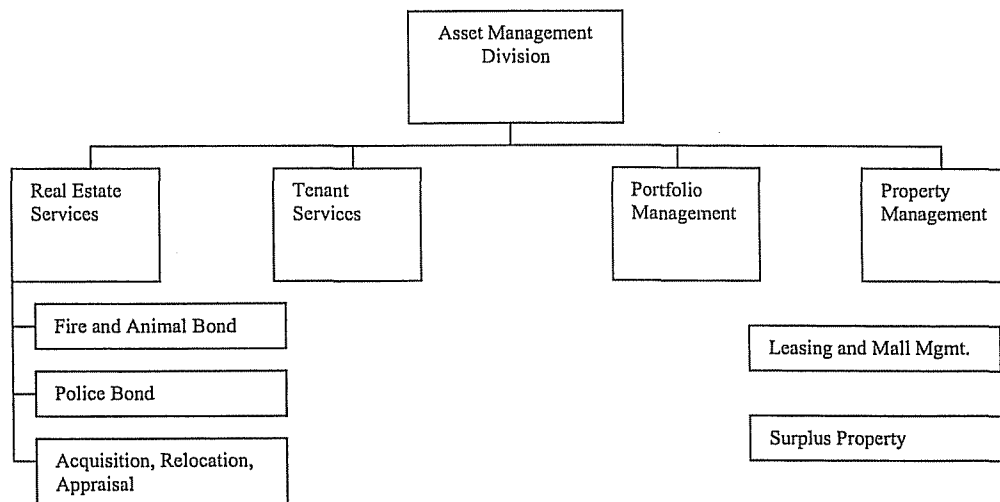 Asset Management
Division
Real Estate
Services
Tenant
Services
Portfolio
Management
Property
Management
Fire and Animal Bond
Police Bond
Acquisition, Relocation,
Appraisal
Leasing and Mall Mgmt.
Surplus Property